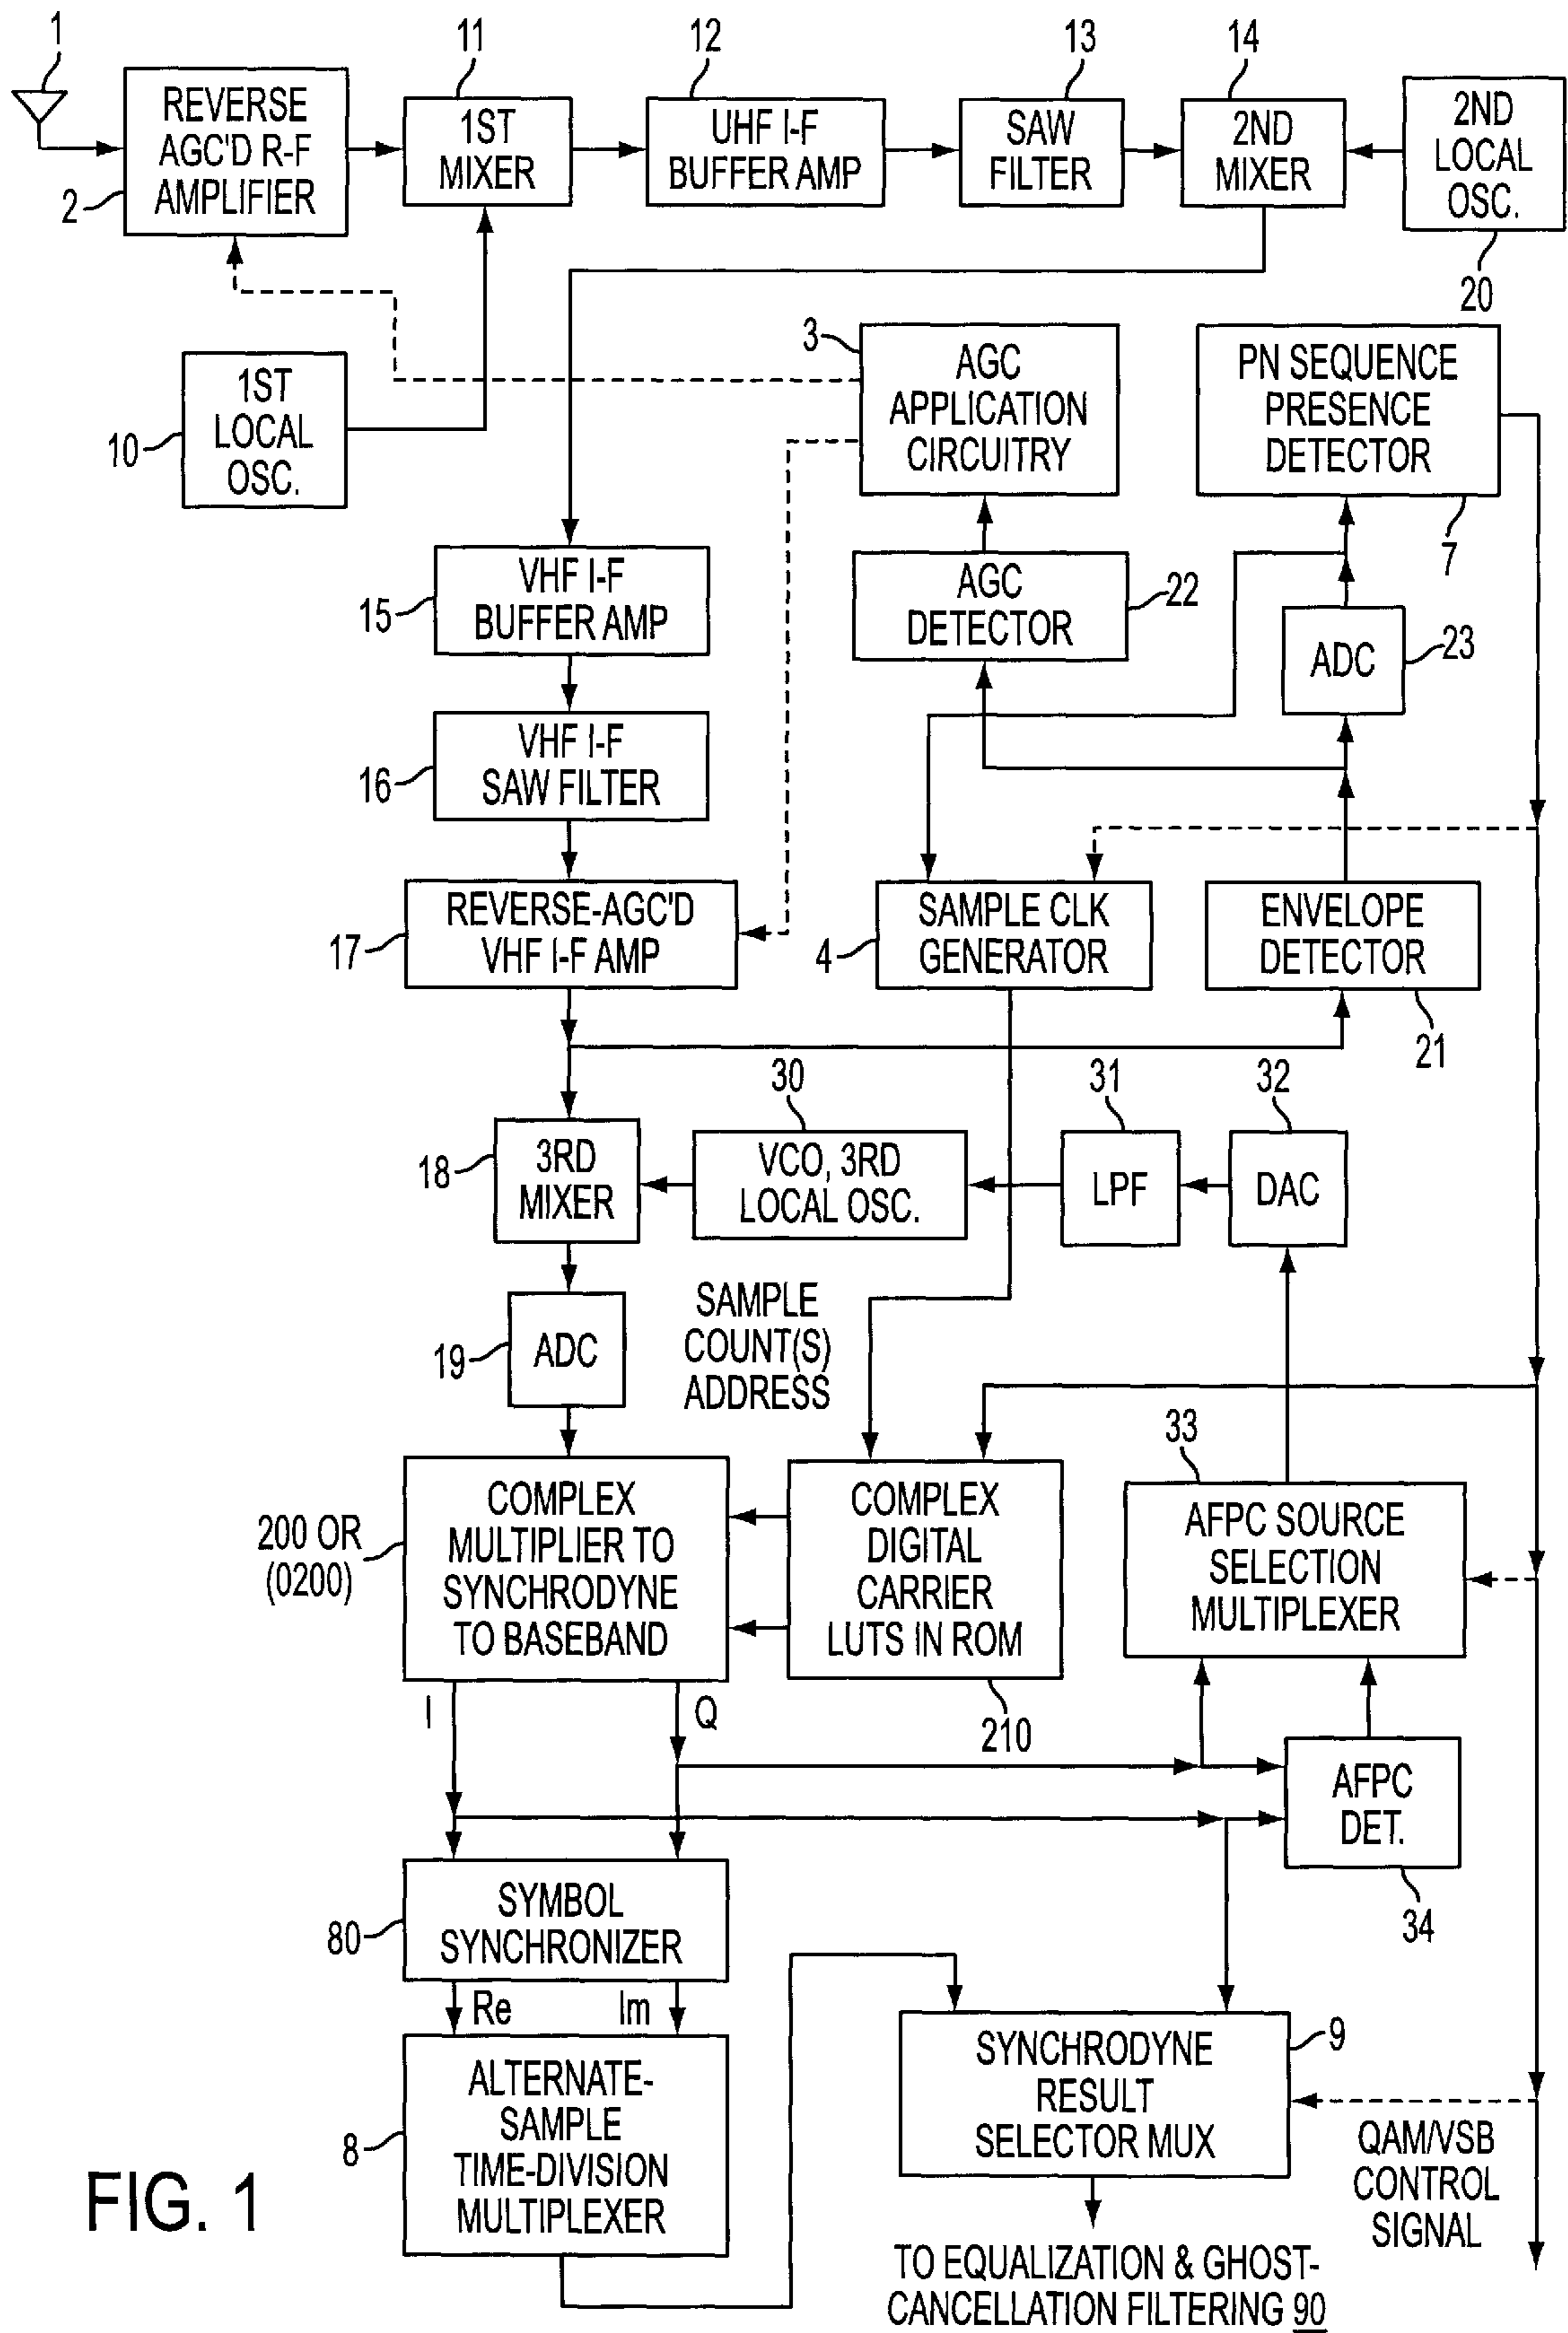 1
11
12
13
14
REVERSE
AGC'D R-F
AMPLIFIER
2
1ST
MIXER
UHF I-F
BUFFER AMP
SAW
FILTER
2ND
MIXER
2ND
LOCAL
OSC.
20
1ST
LOCAL
OSC.
10
3
AGC
APPLICATION
CIRCUITRY
PN SEQUENCE
PRESENCE
DETECTOR
7
VHF I-F
BUFFER AMP
15
AGC
DETECTOR
22
ADC
23
VHF I-F
SAW FILTER
16
REVERSE-AGC'D
VHF I-F AMP
17
SAMPLE CLK
GENERATOR
4
ENVELOPE
DETECTOR
21
30
31
32
3RD
MIXER
18
VCO, 3RD
LOCAL OSC.
LPF
DAC
ADC
19
SAMPLE
COUNT(S)
ADDRESS
33
200 OR
(0200)
COMPLEX
MULTIPLIER TO
SYNCHRODYNE
TO BASEBAND
COMPLEX
DIGITAL
CARRIER
LUTS IN ROM
210
AFPC SOURCE
SELECTION
MULTIPLEXER
I
Q
AFPC
DET.
34
SYMBOL
SYNCHRONIZER
80
Re
Im
ALTERNATE-
SAMPLE
TIME-DIVISION
MULTIPLEXER
8
SYNCHRODYNE
RESULT
SELECTOR MUX
9
QAM/VSB
CONTROL
SIGNAL
FIG. 1
TO EQUALIZATION & GHOST-
CANCELLATION FILTERING 90